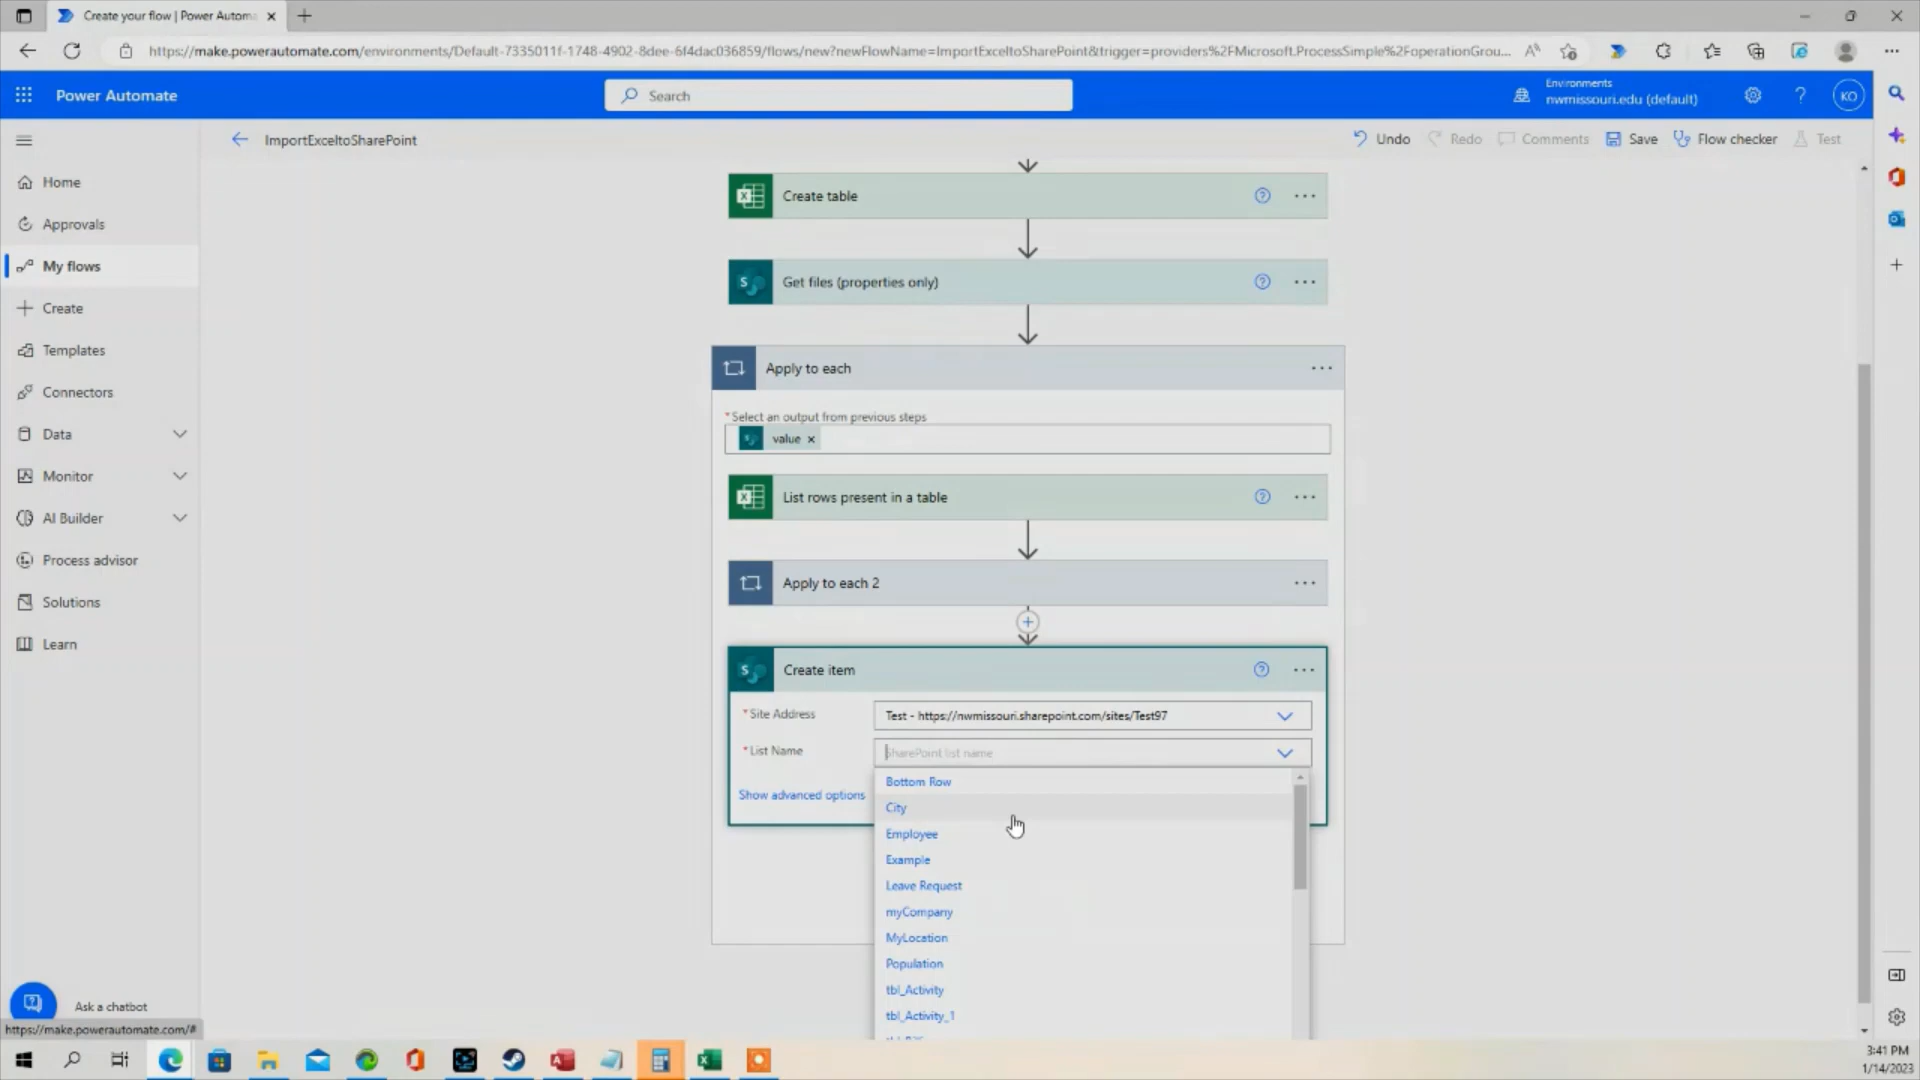 Create your flow | Power Automa
https://make.powerautomate.com/environments/Default-7335011f-1748-4902-8dee-6f4dac036859/flows/new?newFlowName=ImportExceltoSharePoint&trigger=providers%2FMicrosoft.ProcessSimple%2FoperationGrou...
Power Automate
Search
Environments
nwmissouri.edu (default)
?
KO
ImportExceltoSharePoint
Undo
Redo
Comments
Save
Flow checker
Test
Home
Approvals
My flows
Create
Templates
Connectors
Data
Monitor
AI Builder
Process advisor
Solutions
Learn
Ask a chatbot
https://make.powerautomate.com/#
Create table
Get files (properties only)
Apply to each
*Select an output from previous steps
value
List rows present in a table
Apply to each 2
Create item
*Site Address
Test - https://nwmissouri.sharepoint.com/sites/Test97
*List Name
SharePoint list name
Show advanced options
Bottom Row
City
Employee
Example
Leave Request
myCompany
MyLocation
Population
tbl_Activity
tbl_Activity_1
3:41 PM
1/14/2023